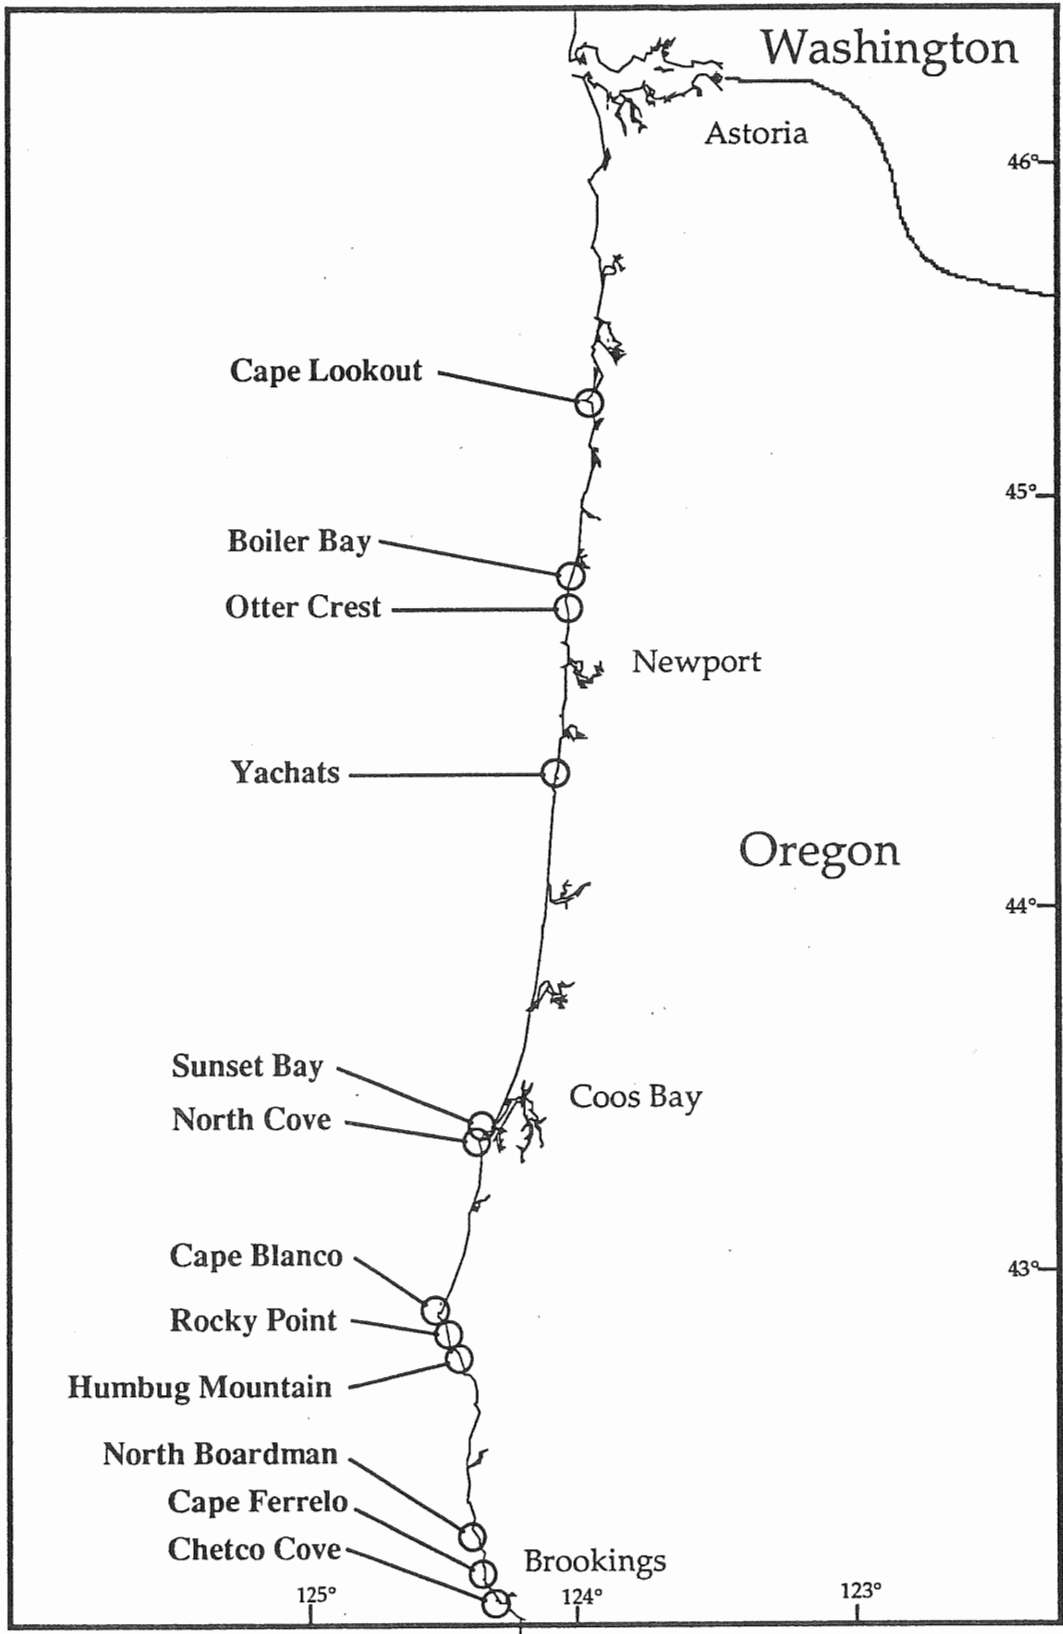 Washington
Astoria
46°
Cape Lookout
45°
Boiler Bay
Otter Crest
Newport
Yachats
Oregon
44°
Sunset Bay
Coos Bay
North Cove
Cape Blanco
43°
Rocky Point
Humbug Mountain
North Boardman
Cape Ferrelo
Chetco Cove
Brookings
125°
124°
123°